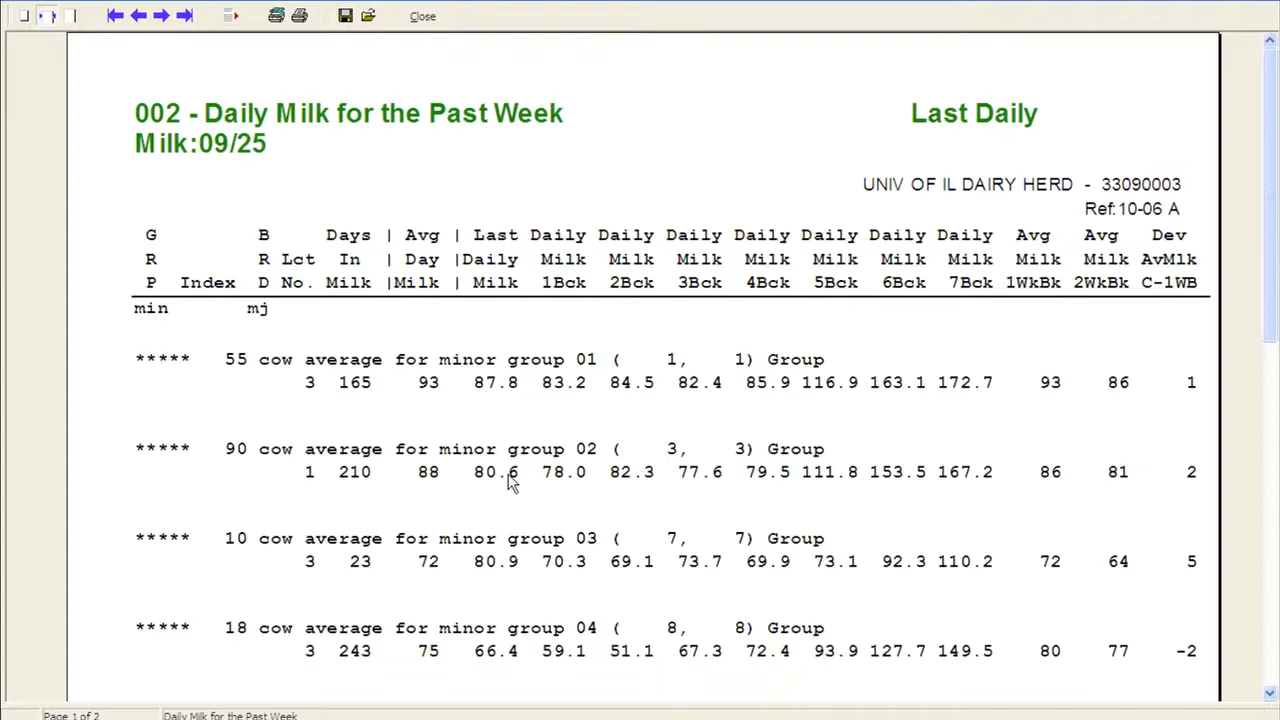 Close
002 - Daily Milk for the Past Week Last Daily
Milk:09/25
UNIV OF IL DAIRY HERD - 33090003
Ref:10-06 A
G B Days | Avg | Last Daily Daily Daily Daily Daily Daily Daily Avg Avg Dev
R R Lct In | Day |Daily Milk Milk Milk Milk Milk Milk Milk Milk Milk AvMlk
P Index D No. Milk |Milk | Milk 1Bck 2Bck 3Bck 4Bck 5Bck 6Bck 7Bck 1WkBk 2WkBk C-1WB
min mj
***** 55 cow average for minor group 01 ( 1, 1) Group
3 165 93 87.8 83.2 84.5 82.4 85.9 116.9 163.1 172.7 93 86 1
***** 90 cow average for minor group 02 ( 3, 3) Group
1 210 88 80.6 78.0 82.3 77.6 79.5 111.8 153.5 167.2 86 81 2
***** 10 cow average for minor group 03 ( 7, 7) Group
3 23 72 80.9 70.3 69.1 73.7 69.9 73.1 92.3 110.2 72 64 5
***** 18 cow average for minor group 04 ( 8, 8) Group
3 243 75 66.4 59.1 51.1 67.3 72.4 93.9 127.7 149.5 80 77 -2
Page 1 of 2 Daily Milk for the Past Week